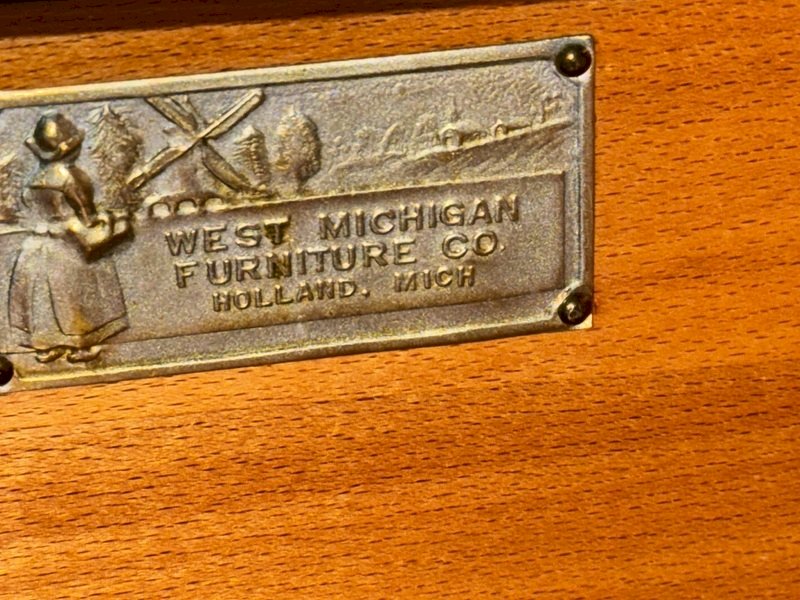 WEST MICHIGAN
FURNITURE CO.
HOLLAND, MICH